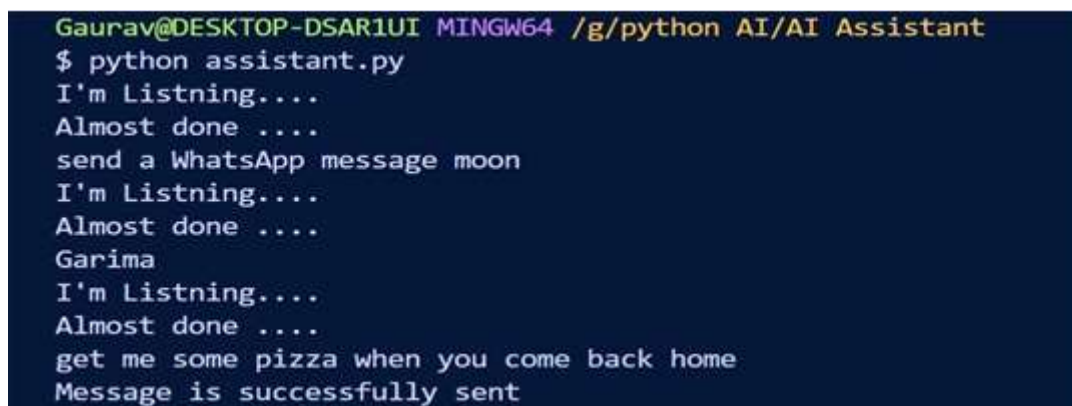 Gaurav@DESKTOP-DSAR1UI MINGW64 /g/python AI/AI Assistant
$ python assistant.py
I'm Listning....
Almost done ....
send a WhatsApp message moon
I'm Listning....
Almost done ....
Garima
I'm Listning....
Almost done ....
get me some pizza when you come back home
Message is successfully sent